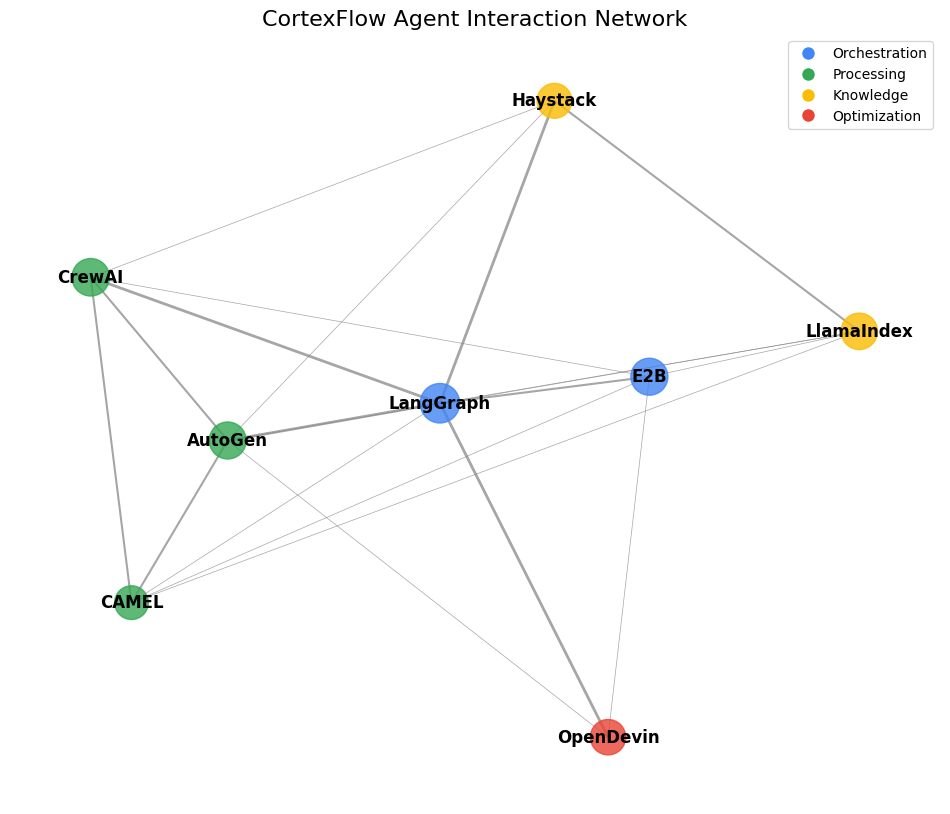 CortexFlow Agent Interaction Network
Orchestration
Processing
Knowledge
Optimization
Haystack
CrewAI
LlamaIndex
E2B
LangGraph
AutoGen
CAMEL
OpenDevin